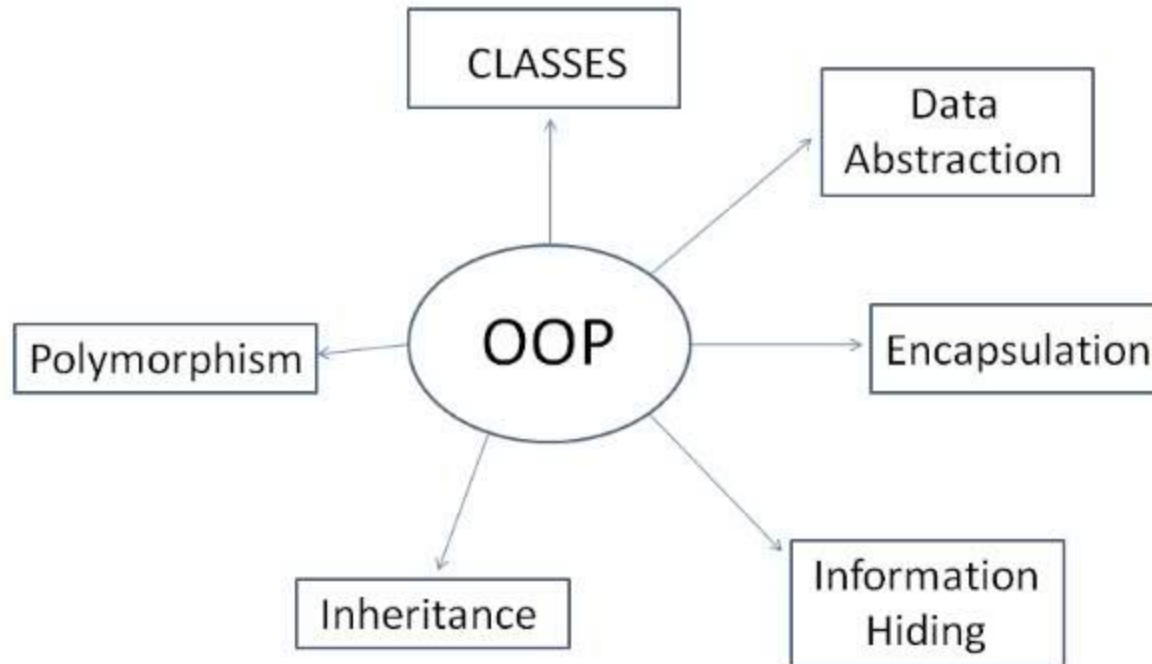 CLASSES
Data
Abstraction
OOP
Polymorphism
Encapsulation
Inheritance
Information
Hiding